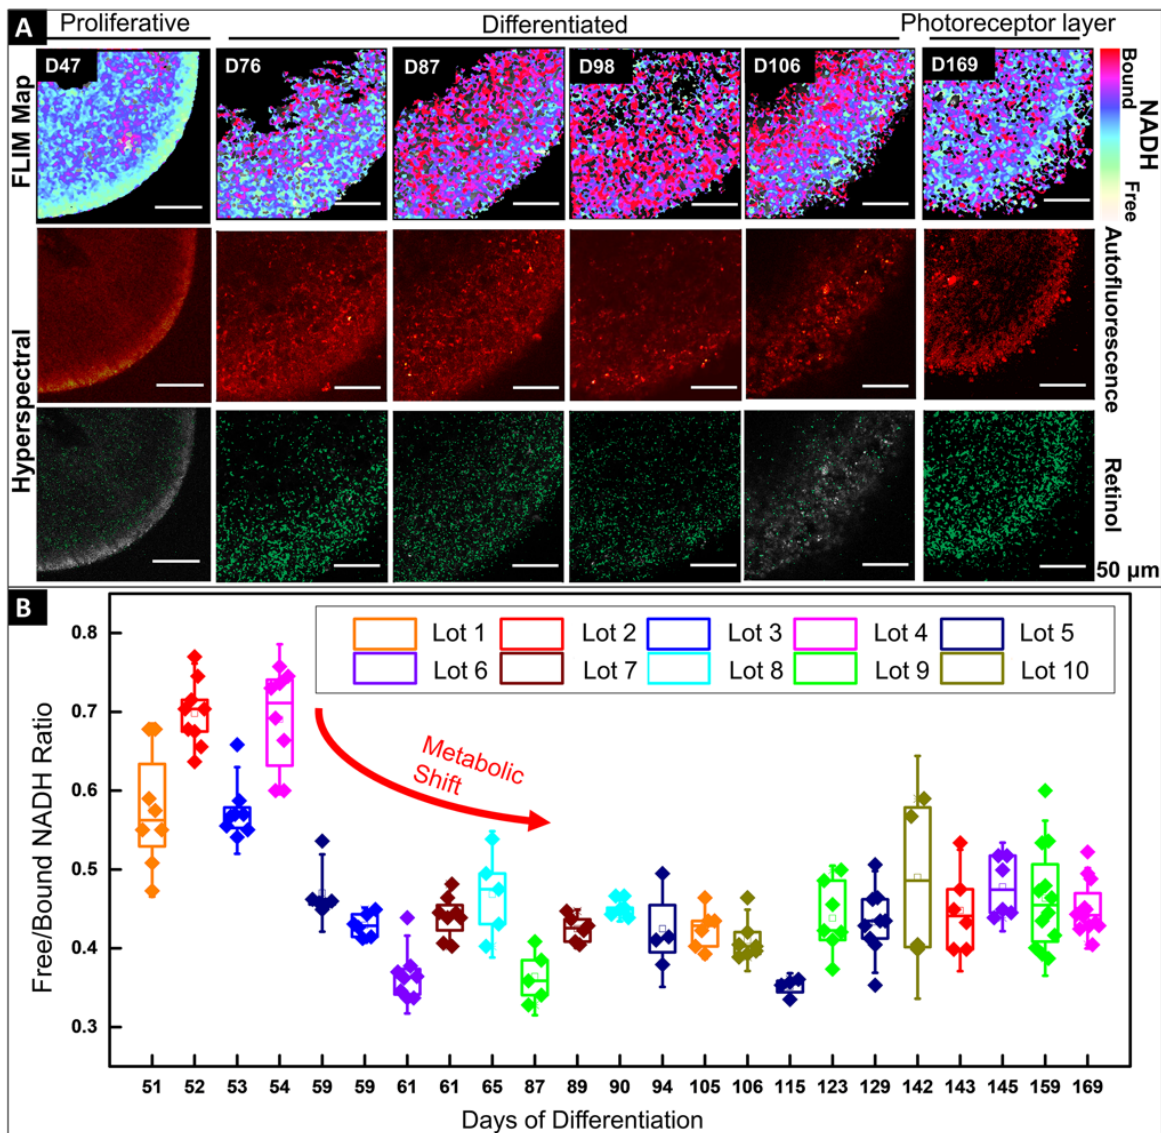 A
Proliferative
Differentiated
Photoreceptor layer
FLIM Map
D47
D76
D87
D98
D106
D169
Bound
Free
NADH
Hyperspectral
Autofluorescence
Retinol
50 µm
B
Lot 1
Lot 2
Lot 3
Lot 4
Lot 5
Lot 6
Lot 7
Lot 8
Lot 9
Lot 10
Metabolic
Shift
Free/Bound NADH Ratio
0.8
0.7
0.6
0.5
0.4
0.3
51 52 53 54 59 59 61 61 65 87 89 90 94 105 106 115 123 129 142 143 145 159 169
Days of Differentiation